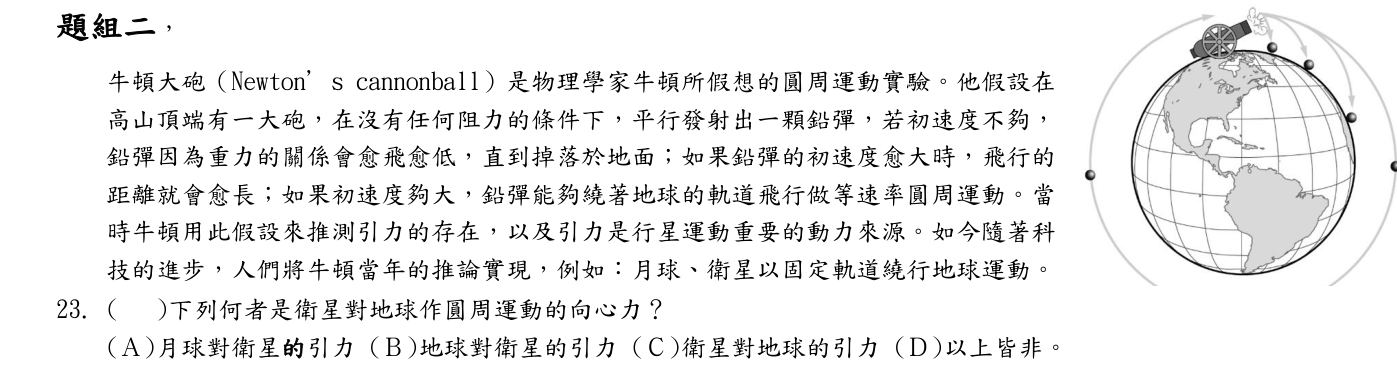 題組二，
牛頓大砲（Newton’s cannonball）是物理學家牛頓所假想的圓周運動實驗。他假設在
高山頂端有一大砲，在沒有任何阻力的條件下，平行發射出一顆鉛彈，若初速度不夠，
鉛彈因為重力的關係會愈飛愈低，直到掉落於地面；如果鉛彈的初速度愈大時，飛行的
距離就會愈長；如果初速度夠大，鉛彈能夠繞著地球的軌道飛行做等速率圓周運動。當
時牛頓用此假設來推測引力的存在，以及引力是行星運動重要的動力來源。如今隨著科
技的進步，人們將牛頓當年的推論實現，例如：月球、衛星以固定軌道繞行地球運動。
23. (　)下列何者是衛星對地球作圓周運動的向心力？
（A)月球對衛星的引力（B)地球對衛星的引力（C)衛星對地球的引力（D)以上皆非。